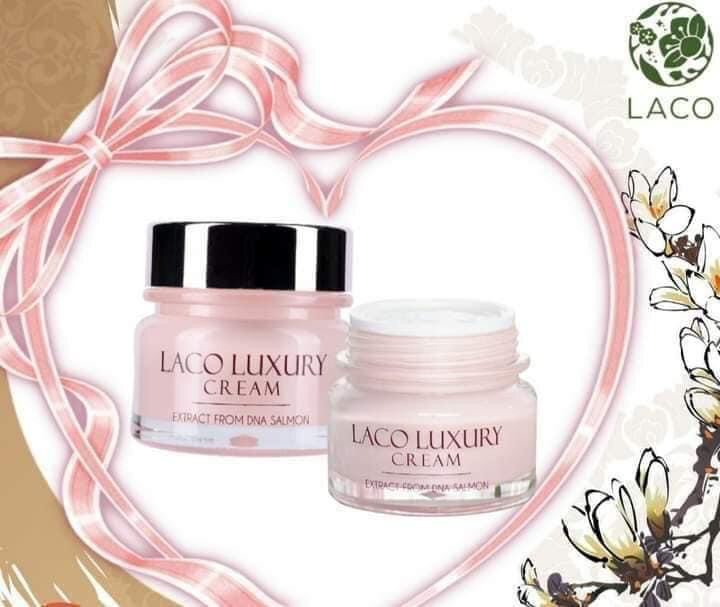 LACO
LACO LUXURY
CREAM
EXTRACT FROM DNA SALMON
LACO LUXURY
CREAM
EXTRACT FROM DNA SALMON